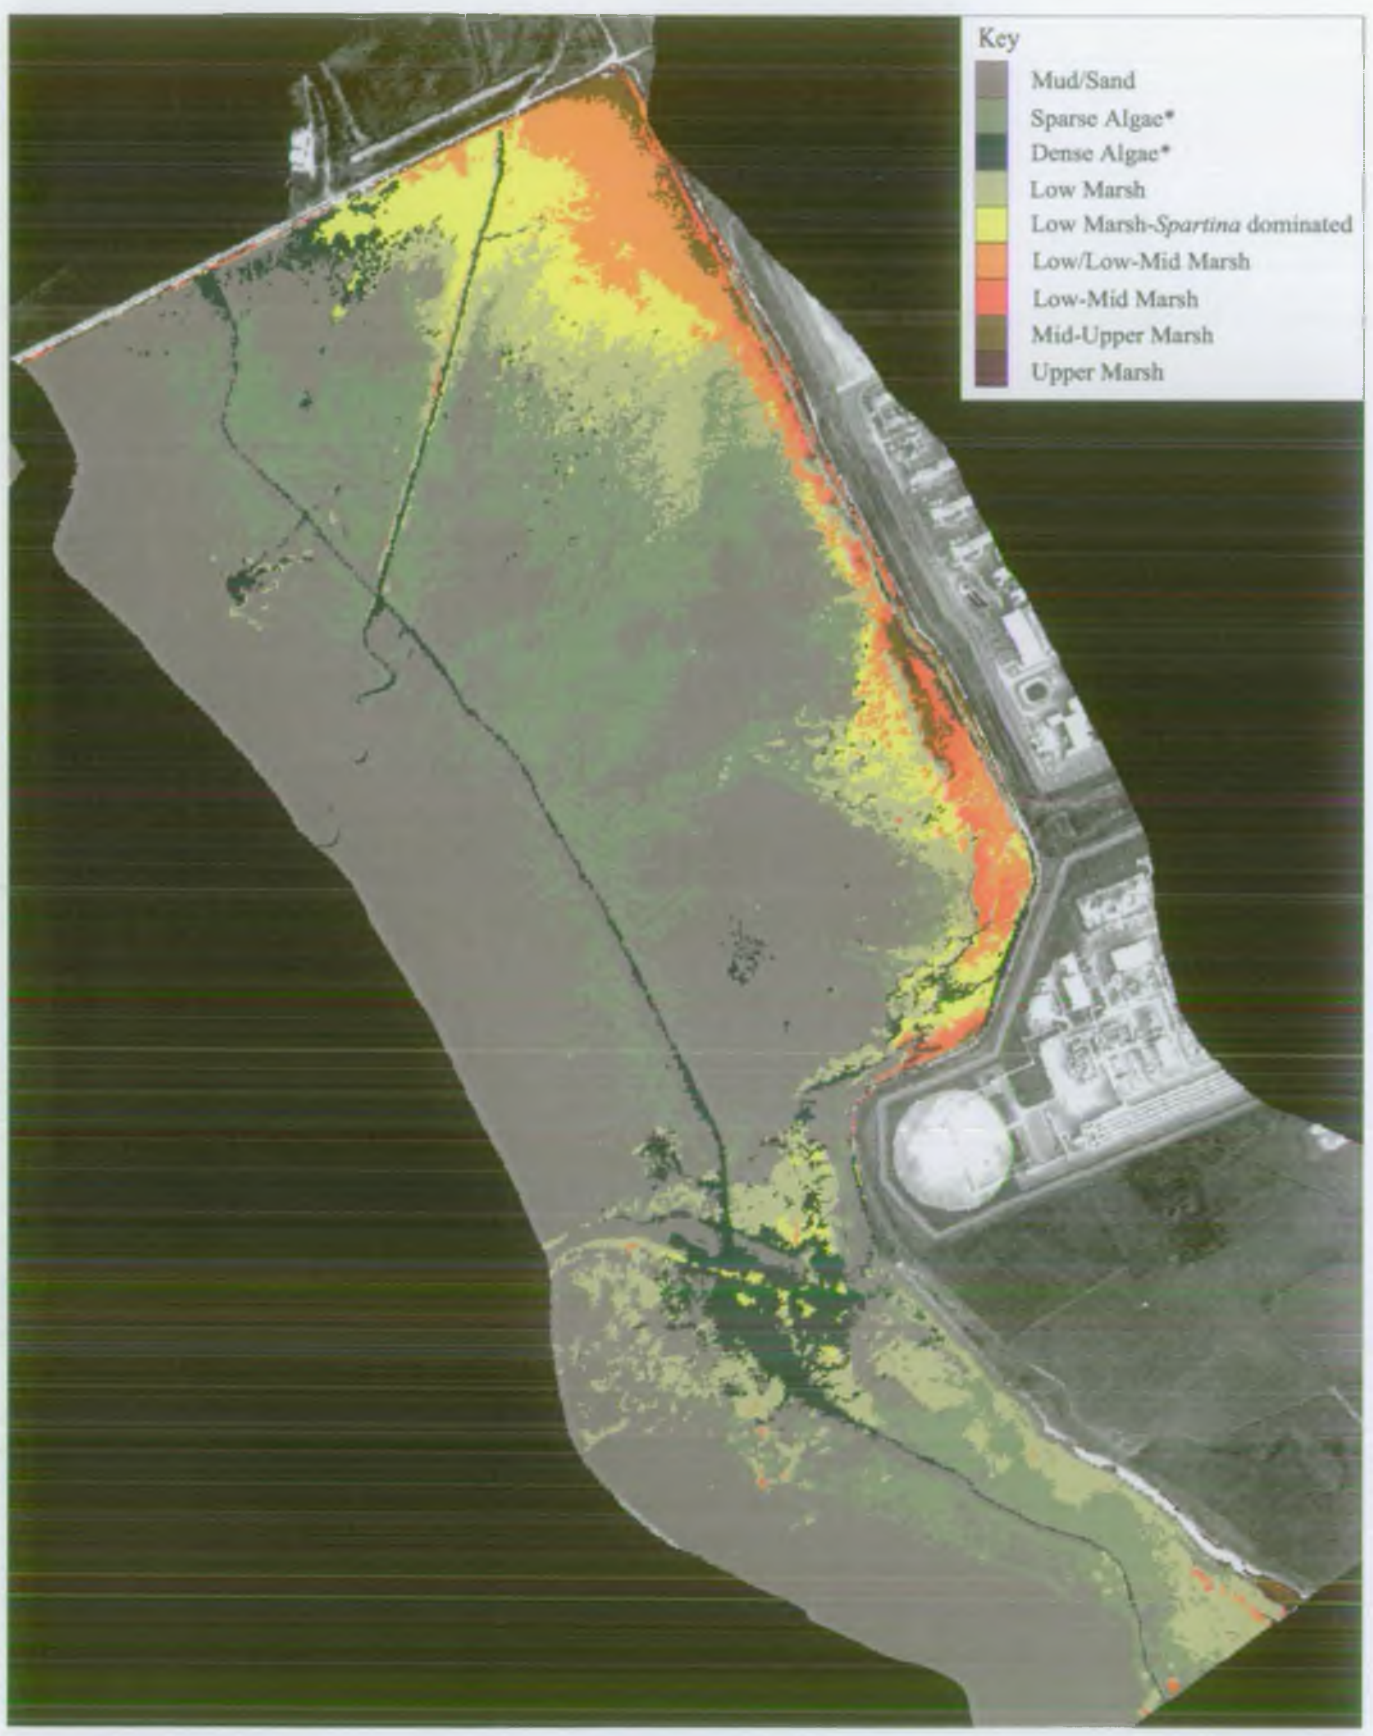 Key
Mud/Sand
Sparse Algae*
Dense Algae*
Low Marsh
Low Marsh-Spartina dominated
Low/Low-Mid Marsh
Low-Mid Marsh
Mid-Upper Marsh
Upper Marsh